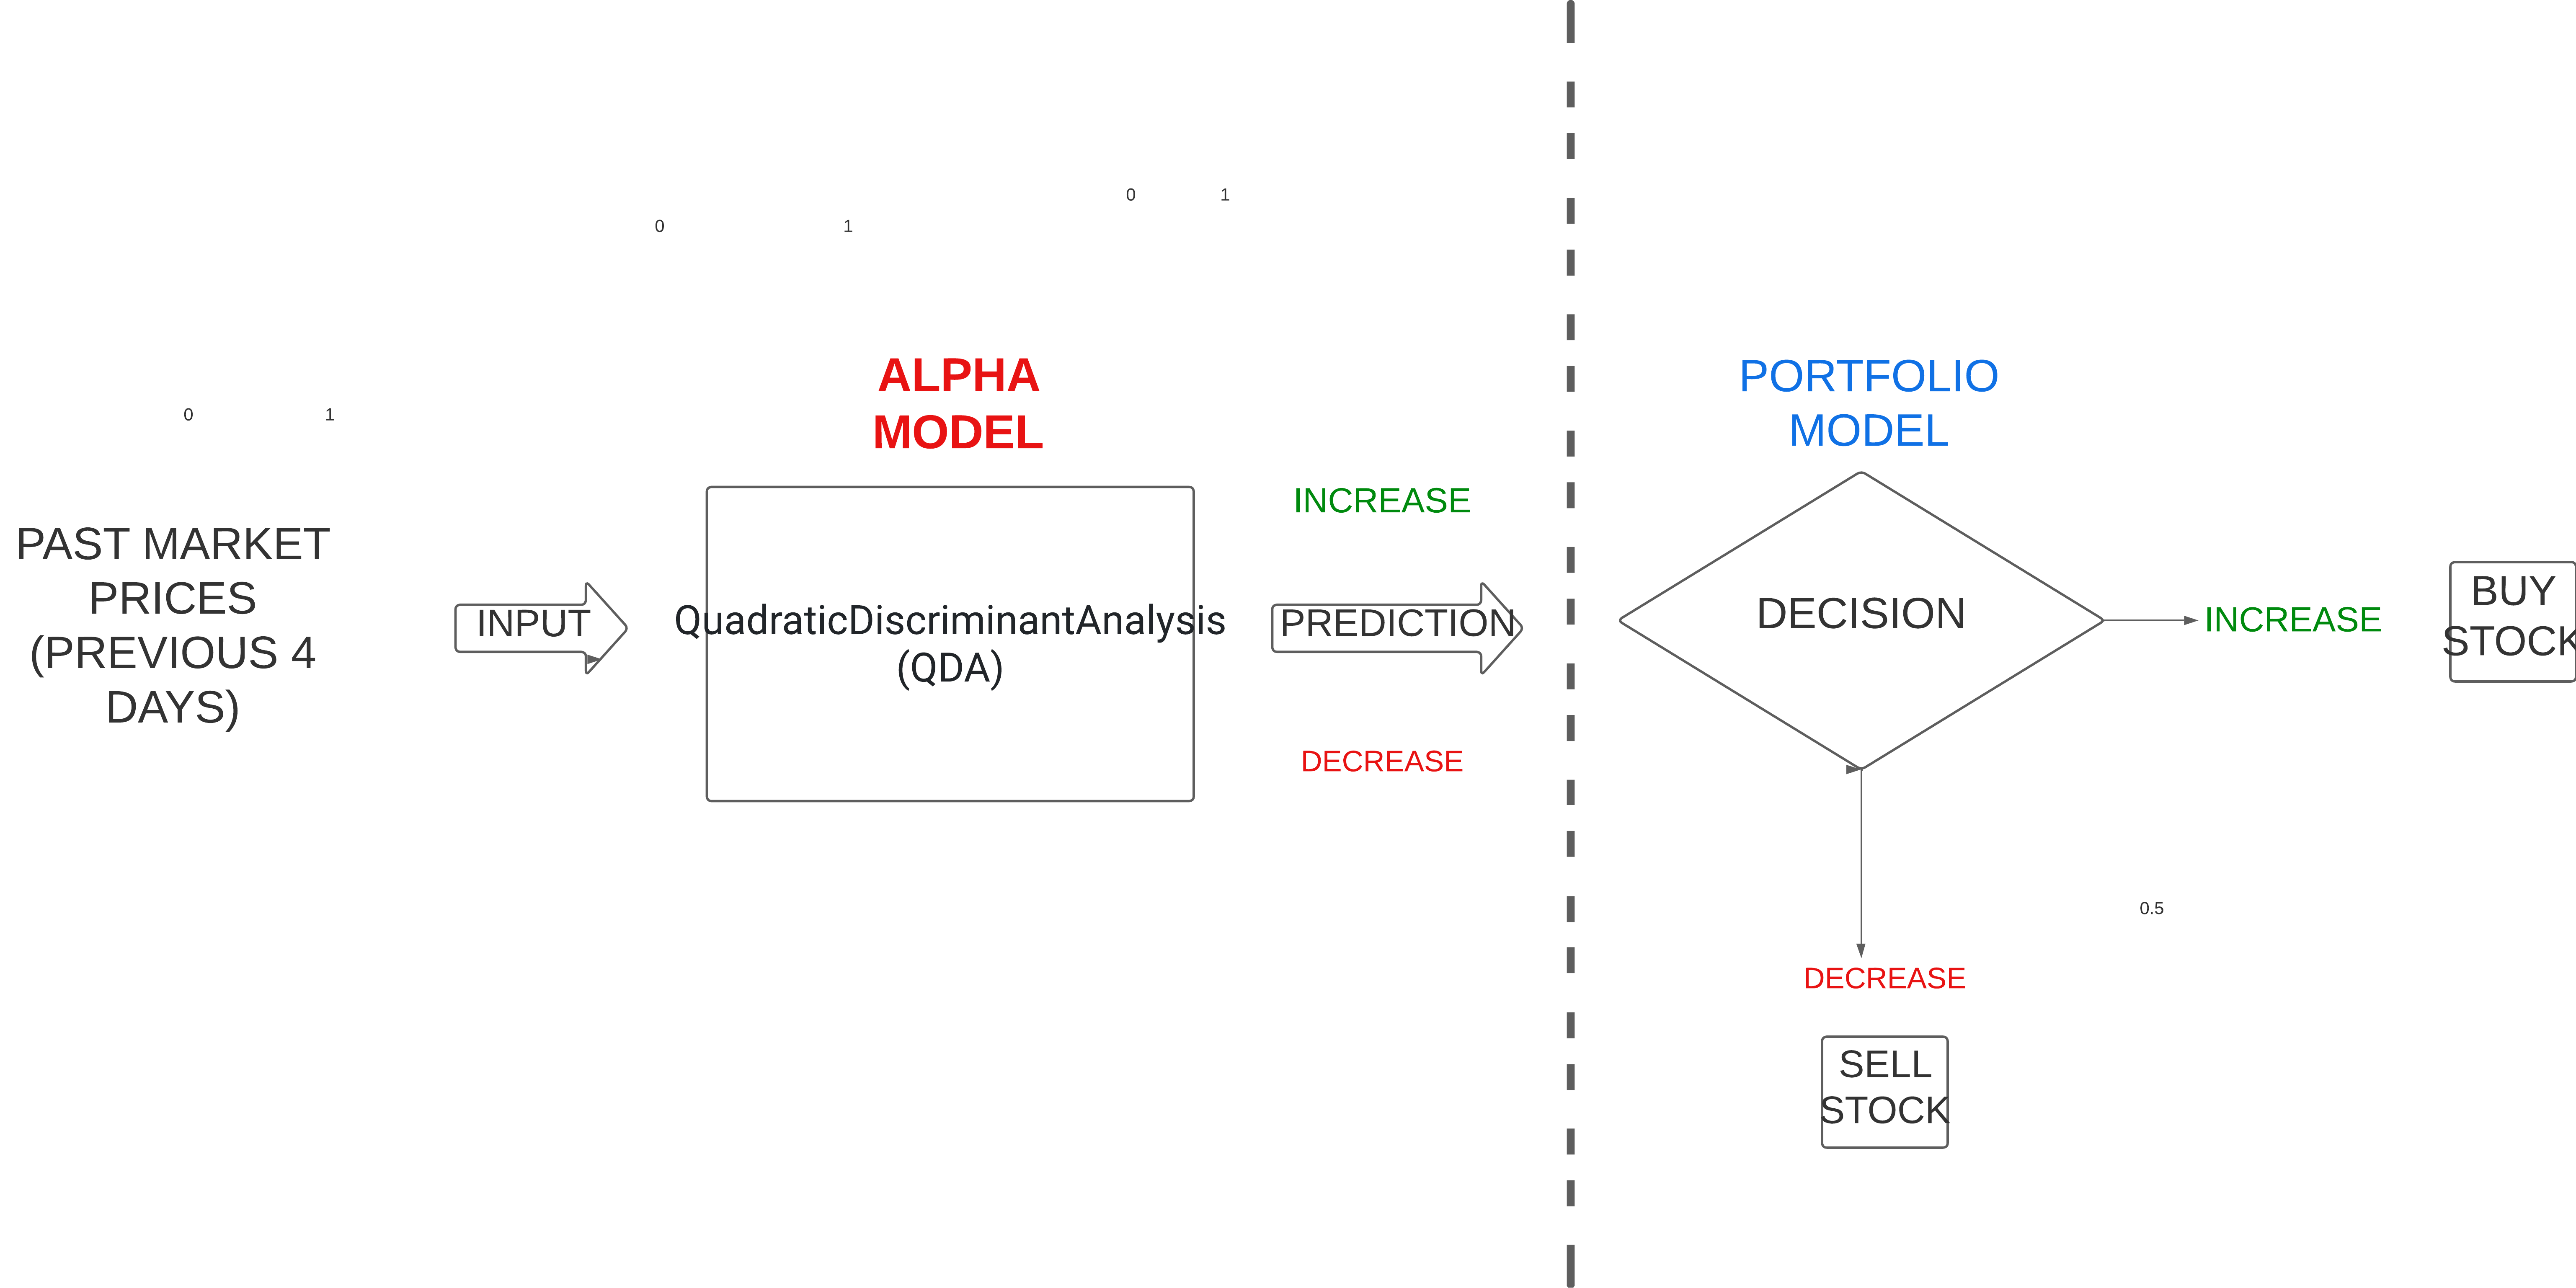 0 1
0 1
0 1
PAST MARKET
PRICES
(PREVIOUS 4
DAYS)
INPUT
ALPHA
MODEL
QuadraticDiscriminantAnalysis
(QDA)
INCREASE
PREDICTION
DECREASE
PORTFOLIO
MODEL
DECISION
INCREASE
BUY
STOCK
0.5
DECREASE
SELL
STOCK